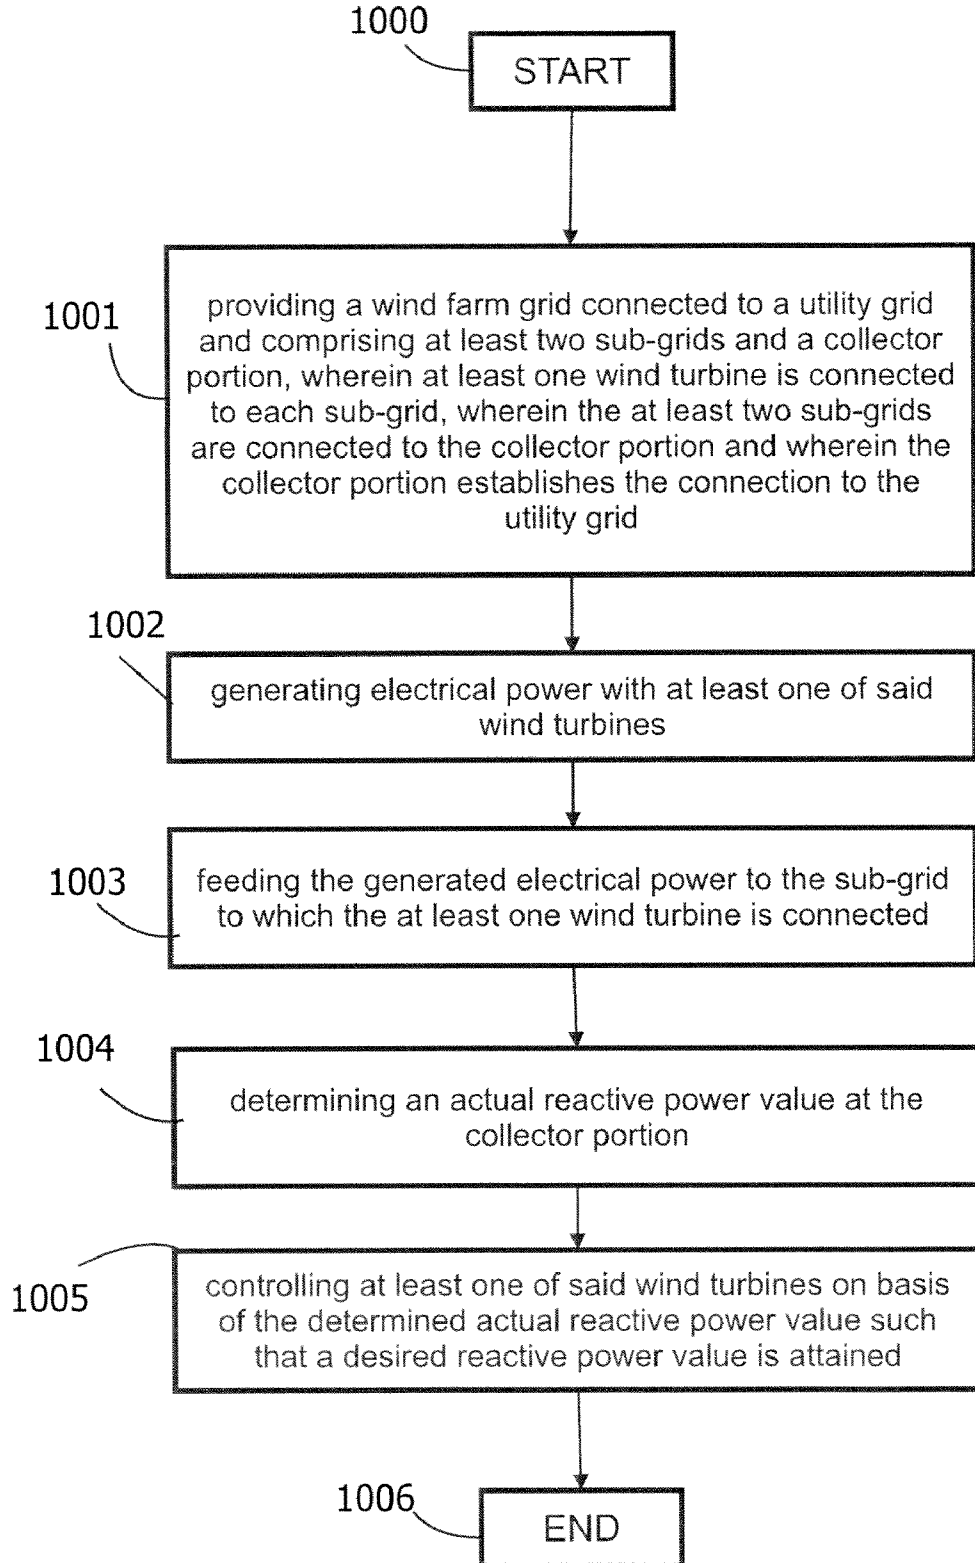 1000
START
1001
providing a wind farm grid connected to a utility grid
and comprising at least two sub-grids and a collector
portion, wherein at least one wind turbine is connected
to each sub-grid, wherein the at least two sub-grids
are connected to the collector portion and wherein the
collector portion establishes the connection to the
utility grid
1002
generating electrical power with at least one of said
wind turbines
1003
feeding the generated electrical power to the sub-grid
to which the at least one wind turbine is connected
1004
determining an actual reactive power value at the
collector portion
1005
controlling at least one of said wind turbines on basis
of the determined actual reactive power value such
that a desired reactive power value is attained
1006
END